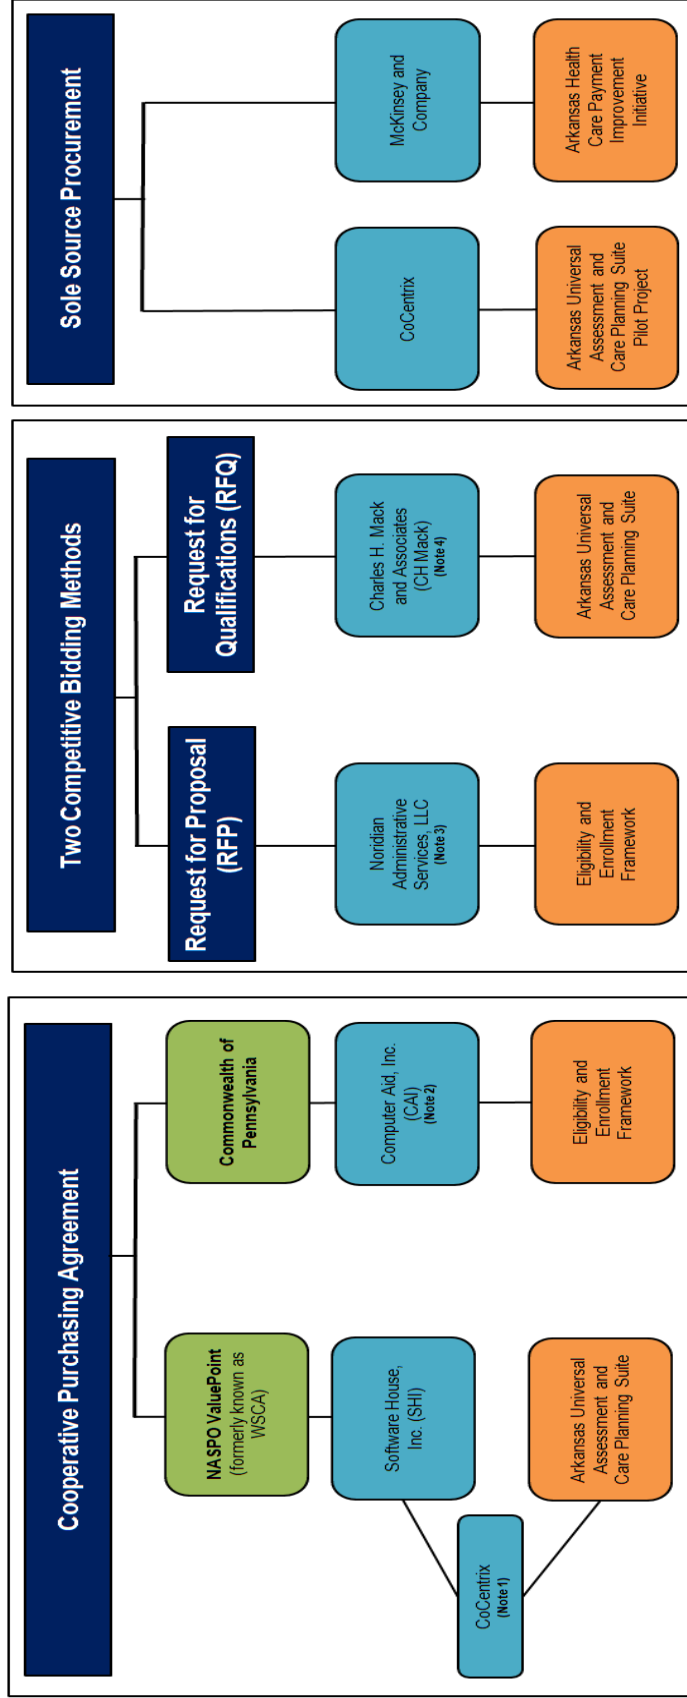 Cooperative Purchasing Agreement
NASPO ValuePoint
(formerly known as
WSCA)
Commonwealth of
Pennsylvania
Software House,
Inc. (SHI)
Computer Aid, Inc.
(CAI)
(Note 2)
CoCentrix
(Note 1)
Arkansas Universal
Assessment and
Care Planning Suite
Eligibility and
Enrollment
Framework
Two Competitive Bidding Methods
Request for Proposal
(RFP)
Request for
Qualifications (RFQ)
Noridian
Administrative
Services, LLC
(Note 3)
Charles H. Mack
and Associates
(CH Mack)
(Note 4)
Eligibility and
Enrollment
Framework
Arkansas Universal
Assessment and
Care Planning Suite
Sole Source Procurement
CoCentrix
McKinsey and
Company
Arkansas Universal
Assessment and
Care Planning Suite
Pilot Project
Arkansas Health
Care Payment
Improvement
Initiative